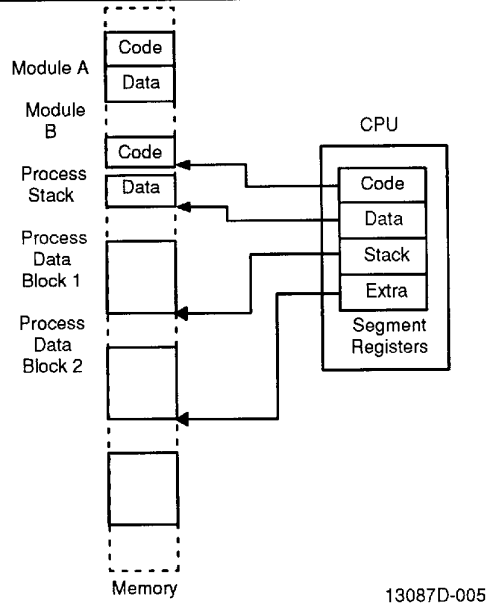 Code
Module A
Data
Module
B
Code
Process
Stack
Data
Process
Data
Block 1
Process
Data
Block 2
Memory
CPU
Code
Data
Stack
Extra
Segment
Registers
13087D-005